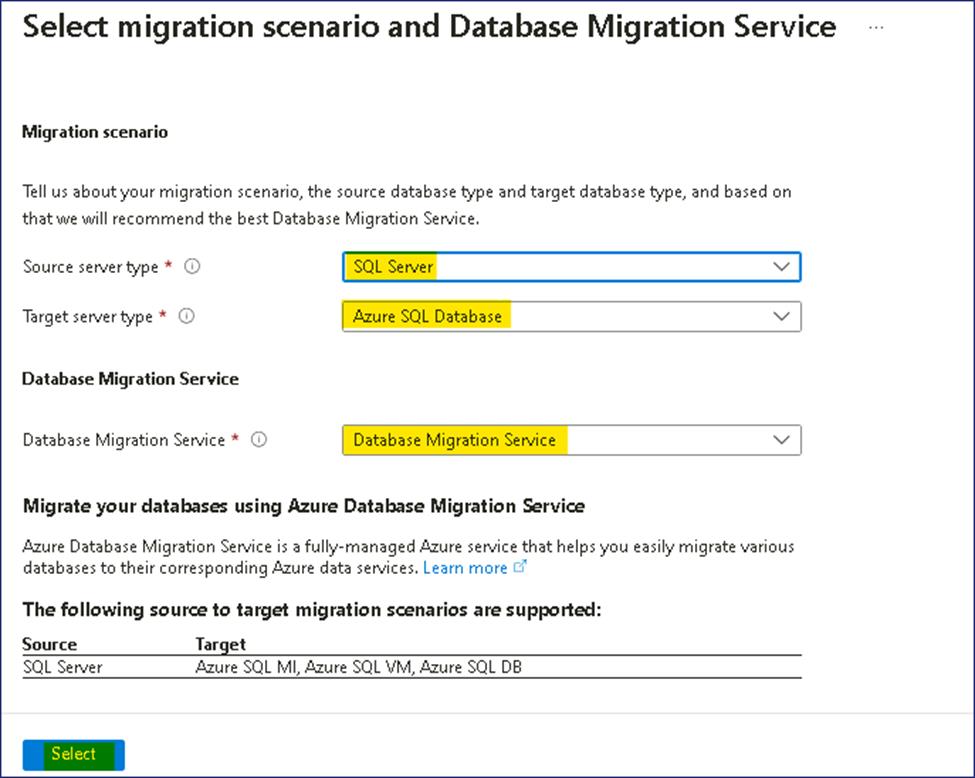 Select migration scenario and Database Migration Service ...
Migration scenario
Tell us about your migration scenario, the source database type and target database type, and based on
that we will recommend the best Database Migration Service.
Source server type * SQL Server
Target server type * Azure SQL Database
Database Migration Service
Database Migration Service * Database Migration Service
Migrate your databases using Azure Database Migration Service
Azure Database Migration Service is a fully-managed Azure service that helps you easily migrate various
databases to their corresponding Azure data services. Learn more
The following source to target migration scenarios are supported:
Source Target
SQL Server Azure SQL MI, Azure SQL VM, Azure SQL DB
Select